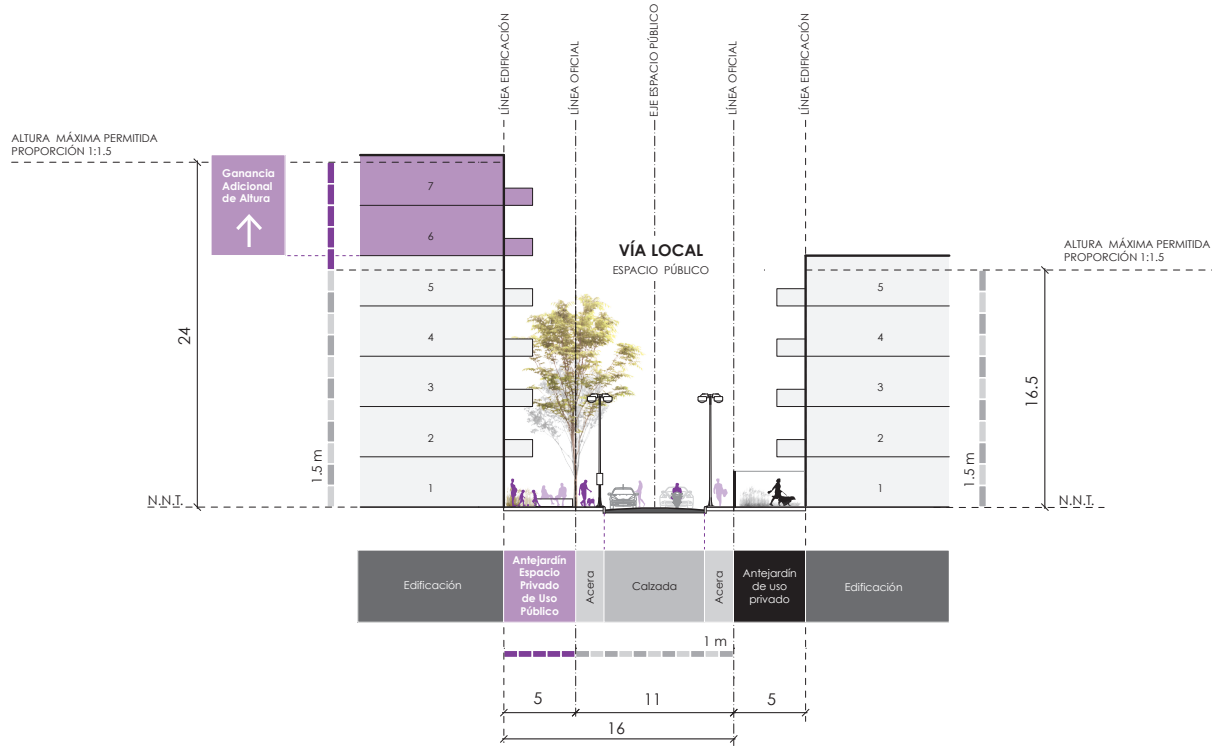 LÍNEA EDIFICACIÓN
LÍNEA OFICIAL
EJE ESPACIO PÚBLICO
LÍNEA OFICIAL
LÍNEA EDIFICACIÓN
ALTURA MÁXIMA PERMITIDA
PROPORCIÓN 1:1.5
Ganancia
Adicional
de Altura
24
1.5 m
N.N.T.
7
6
5
4
3
2
1
VÍA LOCAL
ESPACIO PÚBLICO
5
4
3
2
1
ALTURA MÁXIMA PERMITIDA
PROPORCIÓN 1:1.5
16.5
1.5 m
N.N.T.
Edificación
Antejardín
Espacio
Privado
de Uso
Público
Acera
Calzada
Acera
Antejardín
de uso
privado
Edificación
1 m
5
11
5
16